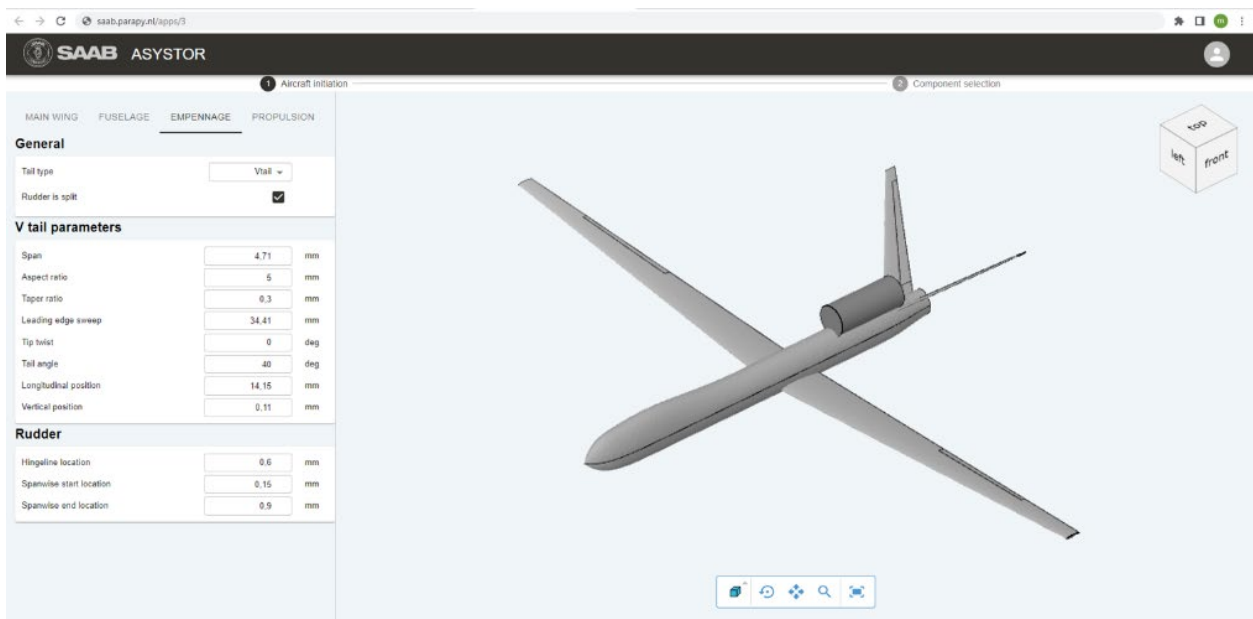 saab.parapy.nl/apps/3
m
SAAB ASYSTOR
1 Aircraft initiation 2 Component selection
MAIN WING FUSELAGE EMPENNAGE PROPULSION
General
Tail type Vtail
Rudder is split
V tail parameters
Span 4,71 mm
Aspect ratio 5 mm
Taper ratio 0,3 mm
Leading edge sweep 34,41 mm
Tip twist 0 deg
Tail angle 40 deg
Longitudinal position 14,15 mm
Vertical position 0,11 mm
Rudder
Hingeline location 0,6 mm
Spanwise start location 0,15 mm
Spanwise end location 0,9 mm
top
left front